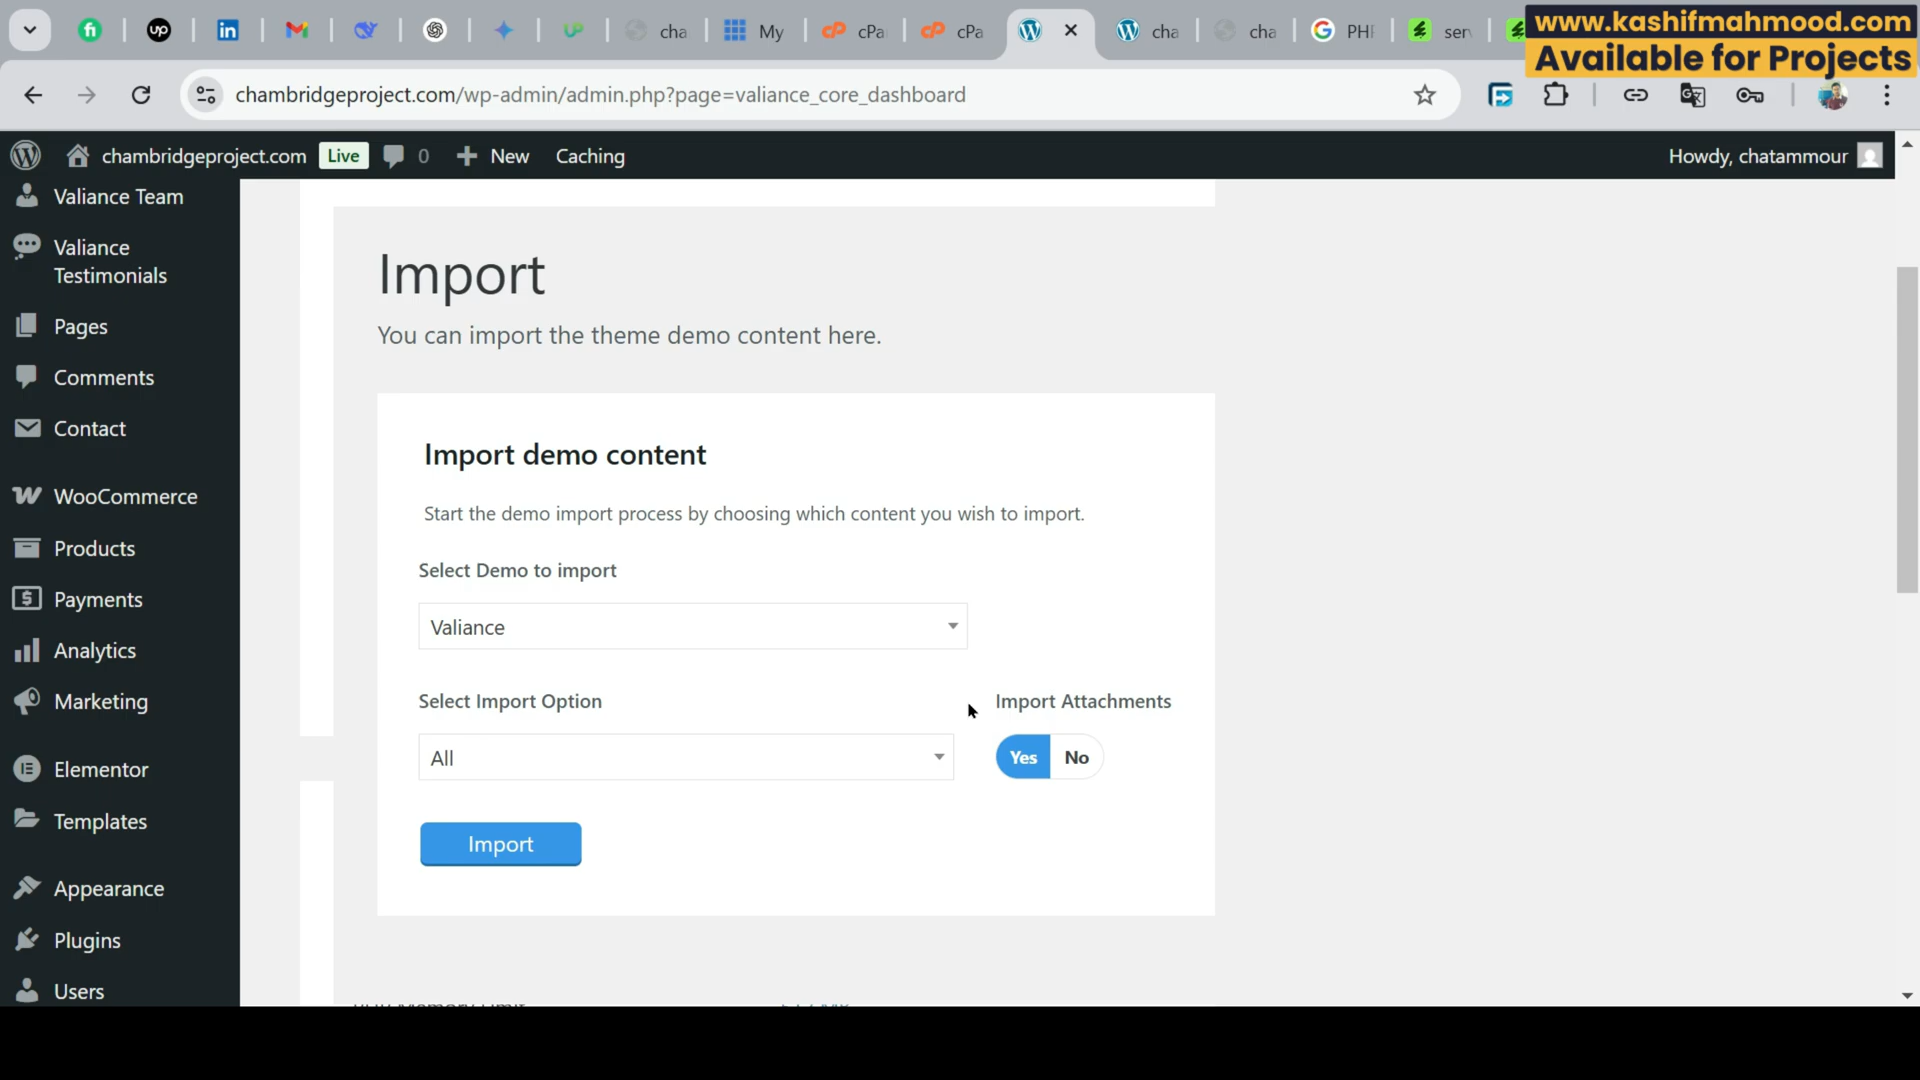 cha
My
cPa
cPa
cha
cha
PHP
ser
www.kashifmahmood.com
Available for Projects
chambridgeproject.com/wp-admin/admin.php?page=valiance_core_dashboard
chambridgeproject.com
Live
0
New
Caching
Howdy, chatammour
Valiance Team
Valiance
Testimonials
Pages
Comments
Contact
WooCommerce
Products
Payments
Analytics
Marketing
Elementor
Templates
Appearance
Plugins
Users
Import
You can import the theme demo content here.
Import demo content
Start the demo import process by choosing which content you wish to import.
Select Demo to import
Valiance
Select Import Option
Import Attachments
All
Yes
No
Import